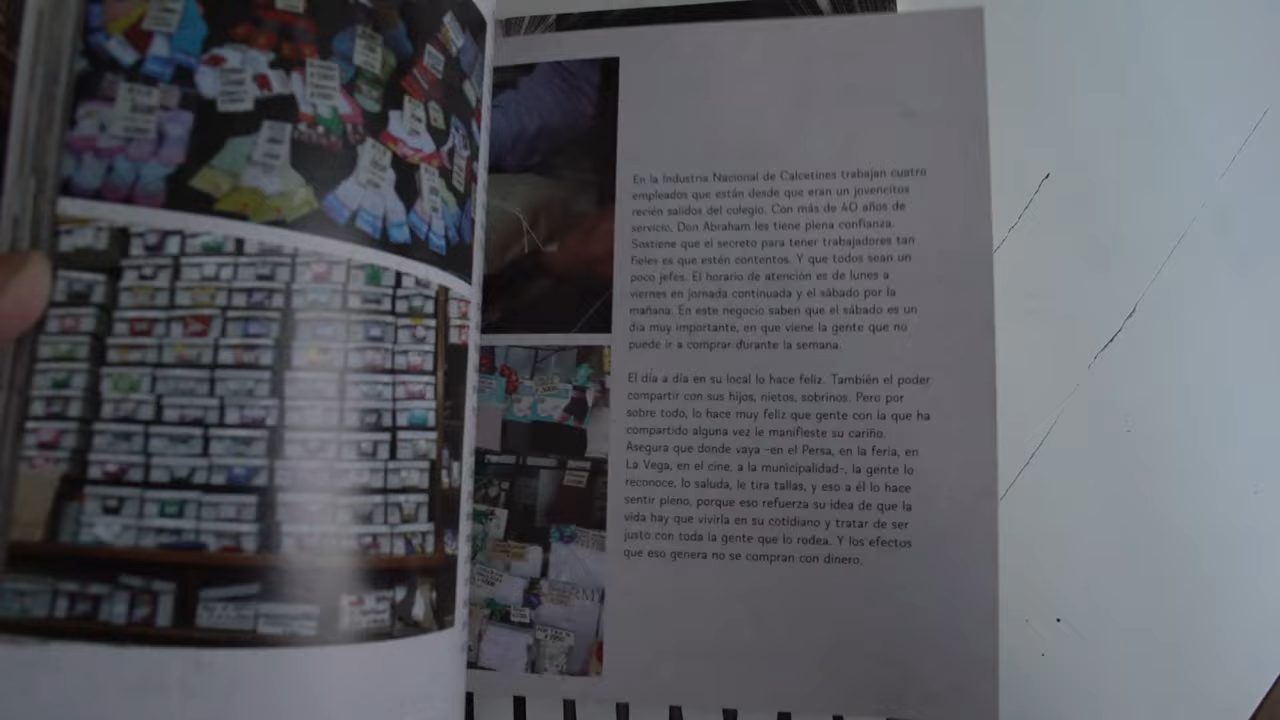 En la Industria Nacional de Calcetines trabajan cuatro
empleados que están desde que eran un jovencitos
recién salidos del colegio. Con más de 40 años de
servicio, Don Abraham les tiene plena confianza.
Sostiene que el secreto para tener trabajadores tan
fieles es que estén contentos. Y que todos sean un
poco jefes. El horario de atención es de lunes a
viernes en jornada continuada y el sábado por la
mañana. En este negocio saben que el sábado es un
día muy importante, en que viene la gente que no
puede ir a comprar durante la semana.
El día a día en su local lo hace feliz. También el poder
compartir con sus hijos, nietos, sobrinos. Pero por
sobre todo, lo hace muy feliz que gente con la que ha
compartido alguna vez le manifieste su cariño.
Asegura que donde vaya -en el Persa, en la feria, en
La Vega, en el cine, a la municipalidad-, la gente lo
reconoce, lo saluda, le tira tallas, y eso a él lo hace
sentir pleno, porque eso refuerza su idea de que la
vida hay que vivirla en su cotidiano y tratar de ser
justo con toda la gente que lo rodea. Y los efectos
que eso genera no se compran con dinero.